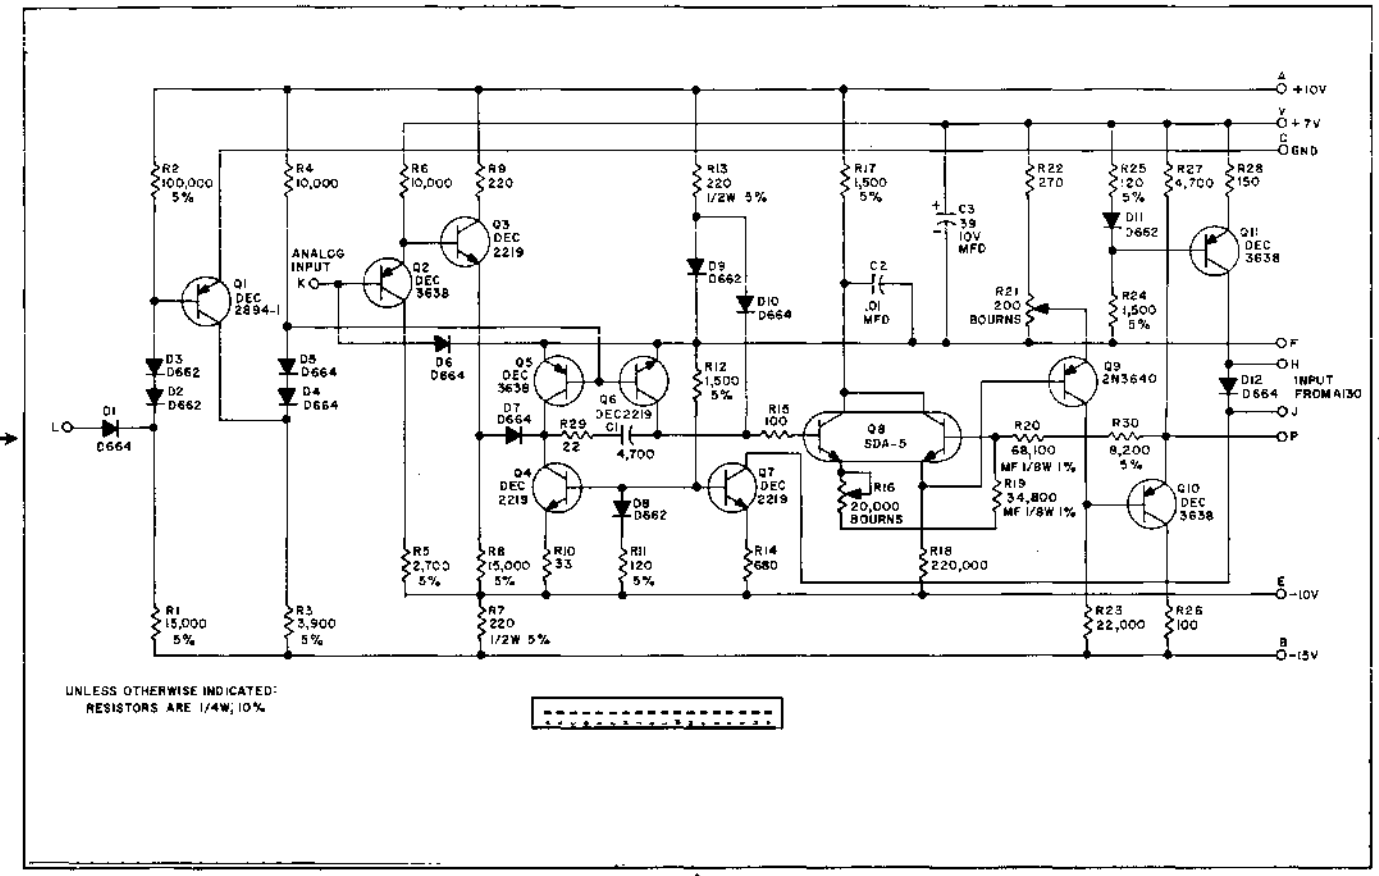 A
+10V
V
+7V
C
GND
R2
100,000
5%
R4
10,000
R6
10,000
R9
220
R13
220
1/2W 5%
R17
1,500
5%
R22
270
R25
120
5%
R27
4,700
R28
150
C3
39
10V
MFD
D11
D662
Q11
DEC
3638
Q3
DEC
2219
ANALOG
INPUT
K
Q2
DEC
3638
Q1
DEC
2894-1
D9
D662
D10
D664
C2
.01
MFD
R21
200
BOURNS
R24
1,500
5%
F
D3
D662
D2
D662
D5
D664
D4
D664
D6
D664
Q5
DEC
3638
Q6
DEC2219
R12
1,500
5%
Q9
2N3640
H
D12
D664
INPUT
FROM A130
J
L
D1
D664
D7
D664
R29
22
C1
4,700
R15
100
Q8
SDA-5
R20
68,100
MF 1/8W 1%
R30
8,200
5%
P
Q4
DEC
2219
D8
D662
Q7
DEC
2219
R16
20,000
BOURNS
R19
34,800
MF 1/8W 1%
Q10
DEC
3638
R5
2,700
5%
R8
15,000
5%
R10
33
R11
120
5%
R14
680
R18
220,000
E
-10V
R1
15,000
5%
R3
3,900
5%
R7
220
1/2W 5%
R23
22,000
R26
100
B
-15V
UNLESS OTHERWISE INDICATED:
RESISTORS ARE 1/4W; 10%